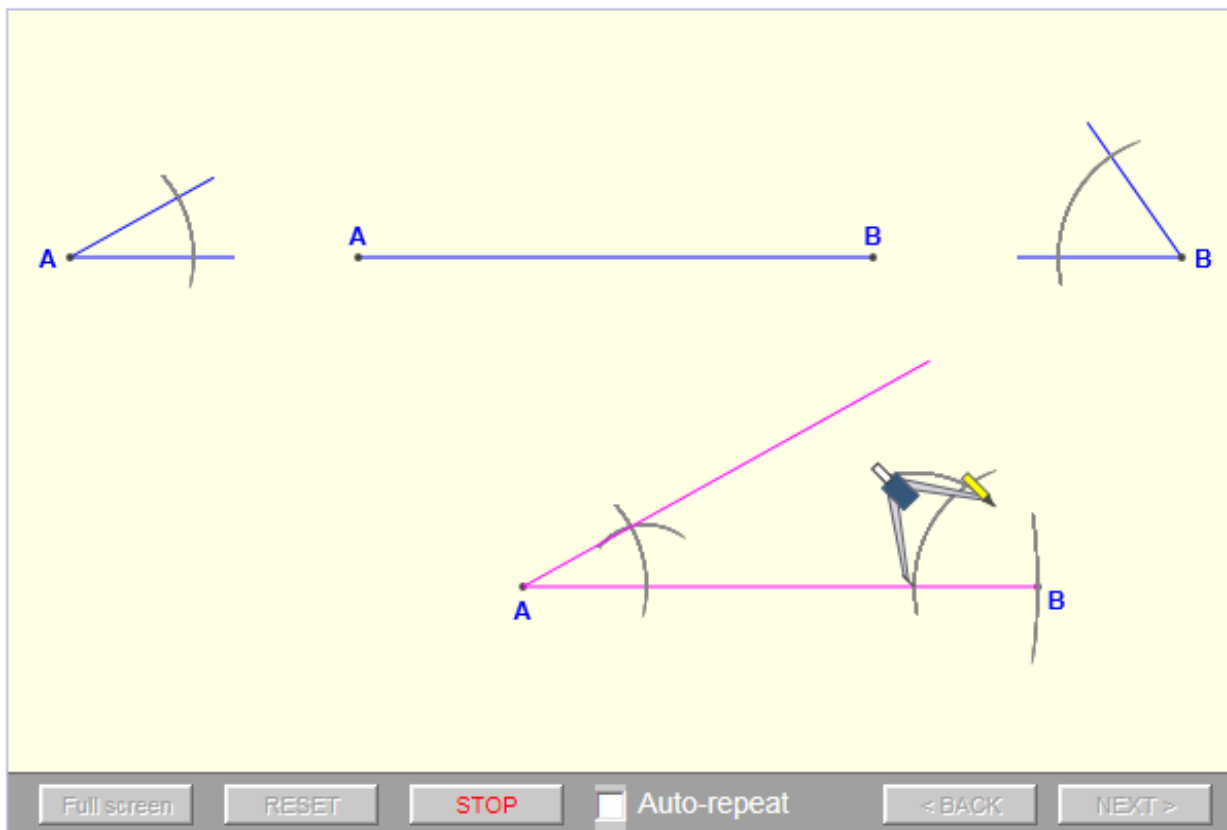 A
A
B
B
A
B
Full screen
RESET
STOP
Auto-repeat
< BACK
NEXT >